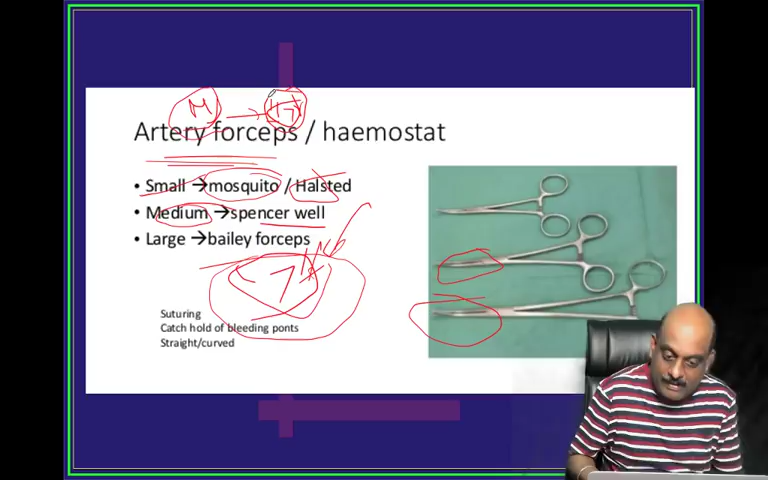 M
Artery forceps / haemostat
• Small →mosquito / Halsted
• Medium →spencer well
• Large →bailey forceps
7
Suturing
Catch hold of bleeding ponts
Straight/curved